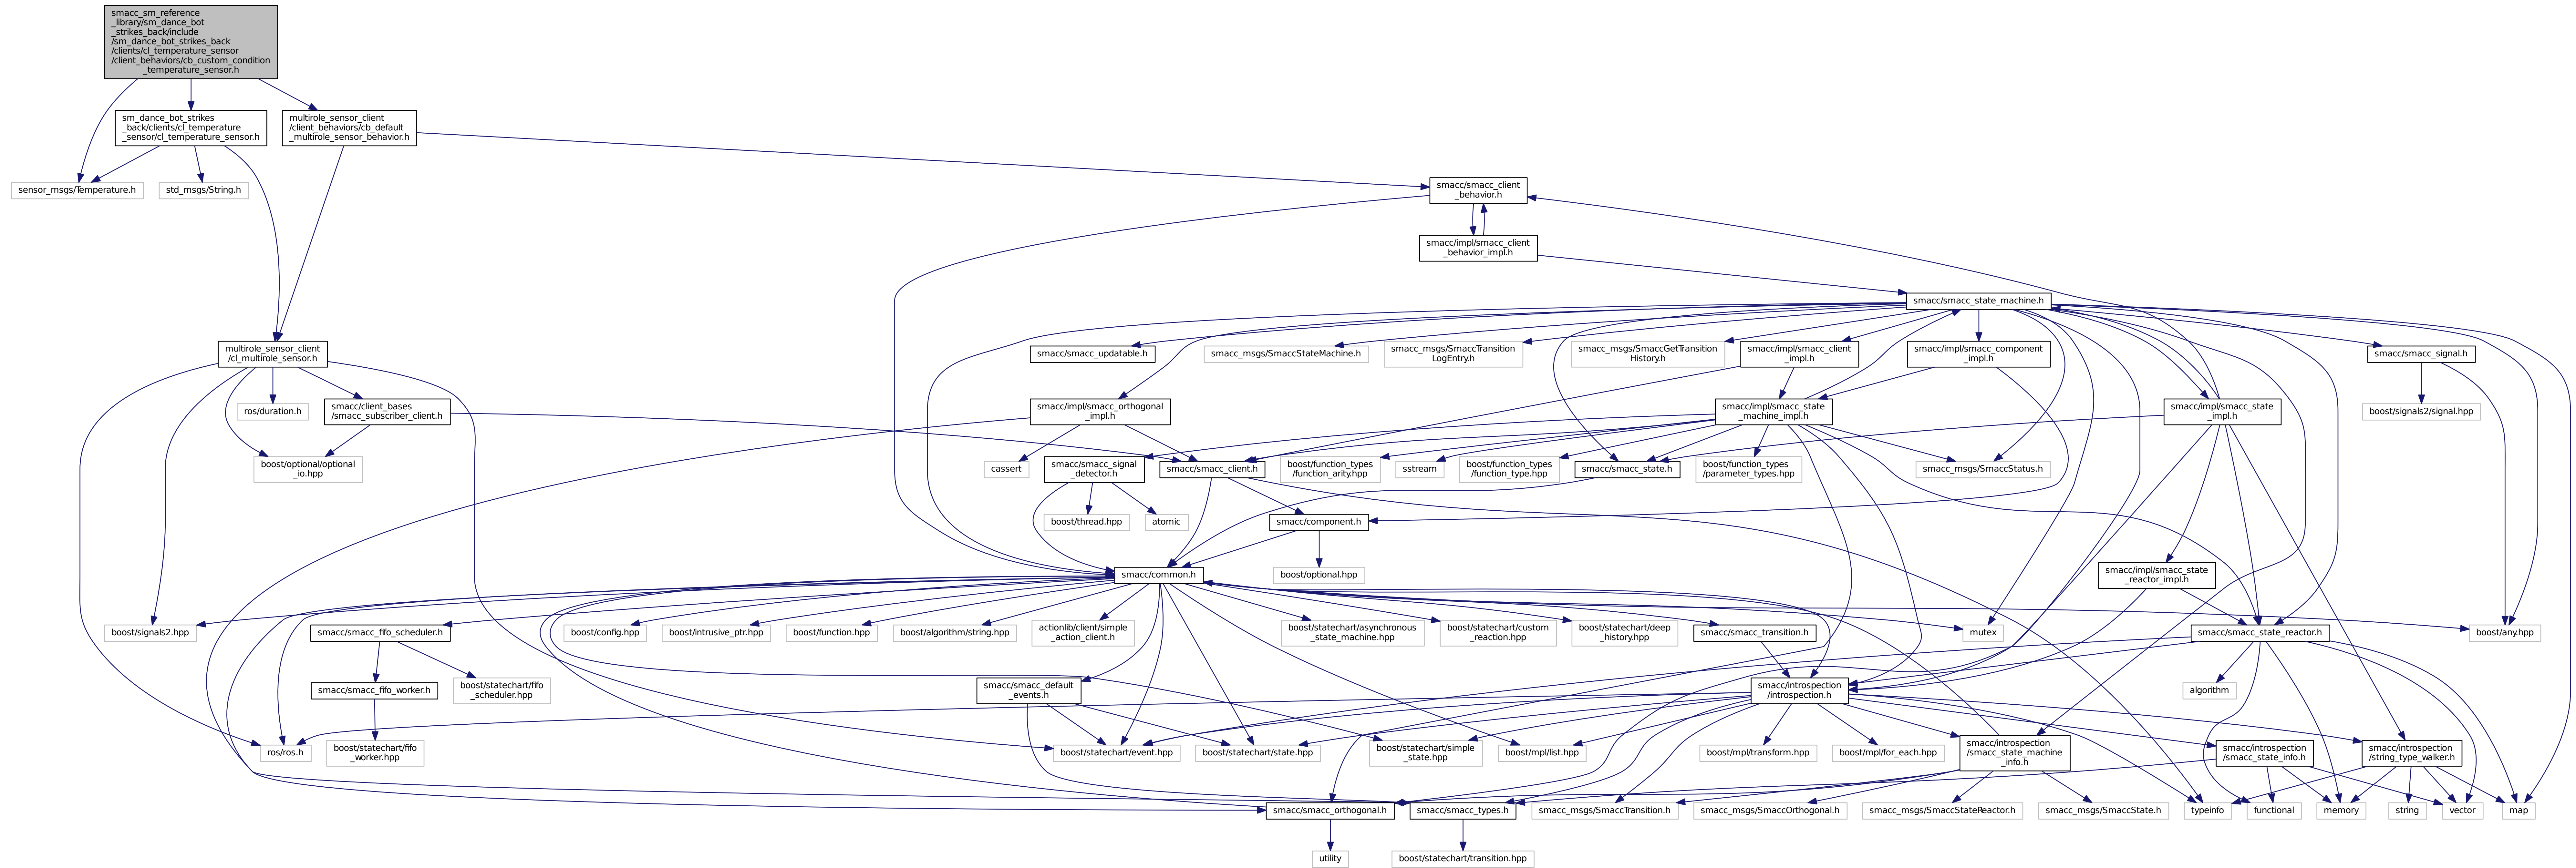 smacc_sm_reference
_library/sm_dance_bot
_strikes_back/include
/sm_dance_bot_strikes_back
/clients/cl_temperature_sensor
/client_behaviors/cb_custom_condition
_temperature_sensor.h
sm_dance_bot_strikes
_back/clients/cl_temperature
_sensor/cl_temperature_sensor.h
multirole_sensor_client
/client_behaviors/cb_default
_multirole_sensor_behavior.h
sensor_msgs/Temperature.h
std_msgs/String.h
smacc/smacc_client
_behavior.h
smacc/impl/smacc_client
_behavior_impl.h
smacc/smacc_state_machine.h
multirole_sensor_client
/cl_multirole_sensor.h
smacc/smacc_updatable.h
smacc_msgs/SmaccStateMachine.h
smacc_msgs/SmaccTransition
LogEntry.h
smacc_msgs/SmaccGetTransition
History.h
smacc/impl/smacc_client
_impl.h
smacc/impl/smacc_component
_impl.h
smacc/smacc_signal.h
ros/duration.h
smacc/client_bases
/smacc_subscriber_client.h
smacc/impl/smacc_orthogonal
_impl.h
smacc/impl/smacc_state
_machine_impl.h
smacc/impl/smacc_state
_impl.h
boost/signals2/signal.hpp
boost/optional/optional
_io.hpp
cassert
smacc/smacc_signal
_detector.h
smacc/smacc_client.h
boost/function_types
/function_arity.hpp
sstream
boost/function_types
/function_type.hpp
smacc/smacc_state.h
boost/function_types
/parameter_types.hpp
smacc_msgs/SmaccStatus.h
boost/thread.hpp
atomic
smacc/component.h
smacc/common.h
boost/optional.hpp
smacc/impl/smacc_state
_reactor_impl.h
boost/signals2.hpp
smacc/smacc_fifo_scheduler.h
boost/config.hpp
boost/intrusive_ptr.hpp
boost/function.hpp
boost/algorithm/string.hpp
actionlib/client/simple
_action_client.h
boost/statechart/asynchronous
_state_machine.hpp
boost/statechart/custom
_reaction.hpp
boost/statechart/deep
_history.hpp
smacc/smacc_transition.h
mutex
smacc/smacc_state_reactor.h
boost/any.hpp
smacc/smacc_fifo_worker.h
boost/statechart/fifo
_scheduler.hpp
smacc/smacc_default
_events.h
smacc/introspection
/introspection.h
algorithm
ros/ros.h
boost/statechart/fifo
_worker.hpp
boost/statechart/event.hpp
boost/statechart/state.hpp
boost/statechart/simple
_state.hpp
boost/mpl/list.hpp
boost/mpl/transform.hpp
boost/mpl/for_each.hpp
smacc/introspection
/smacc_state_machine
_info.h
smacc/introspection
/smacc_state_info.h
smacc/introspection
/string_type_walker.h
smacc/smacc_orthogonal.h
smacc/smacc_types.h
smacc_msgs/SmaccTransition.h
smacc_msgs/SmaccOrthogonal.h
smacc_msgs/SmaccStateReactor.h
smacc_msgs/SmaccState.h
typeinfo
functional
memory
string
vector
map
utility
boost/statechart/transition.hpp